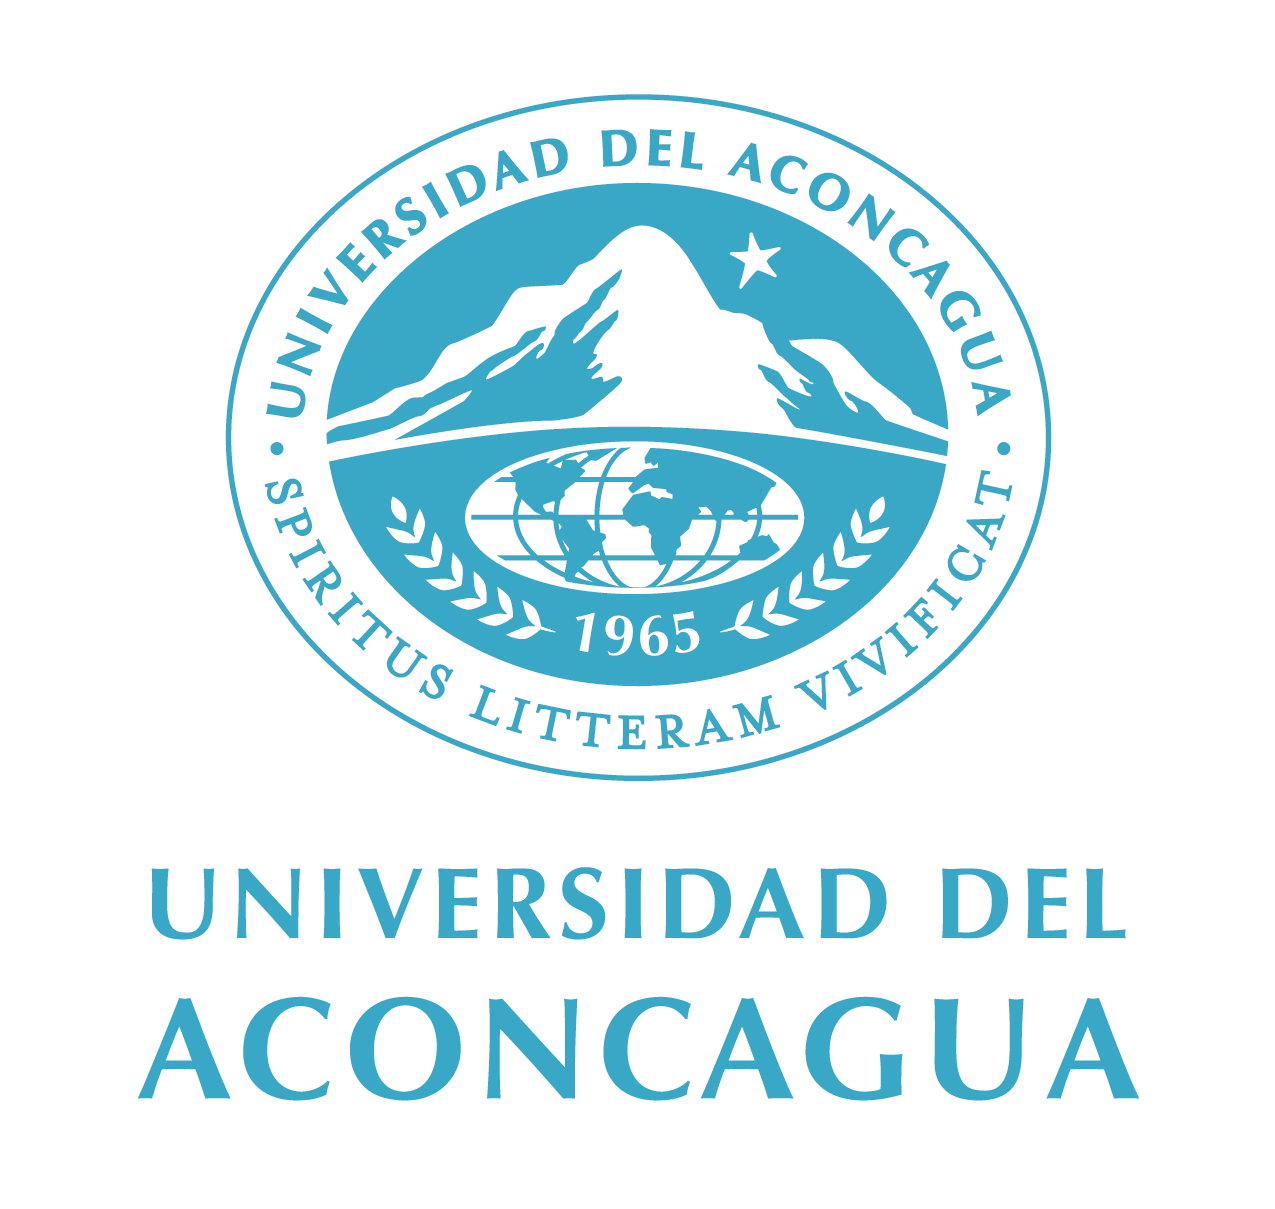 UNIVERSIDAD DEL ACONCAGUA
1965
· SPIRITUS LITTERAM VIVIFICAT ·
UNIVERSIDAD DEL
ACONCAGUA